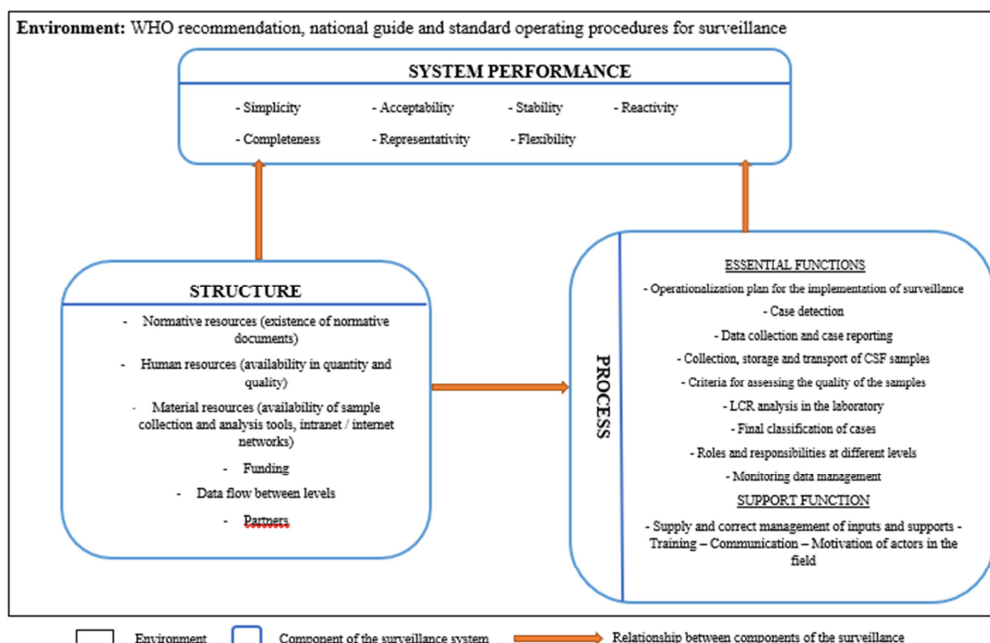 Environment: WHO recommendation, national guide and standard operating procedures for surveillance
SYSTEM PERFORMANCE
- Simplicity - Acceptability - Stability - Reactivity
- Completeness - Representativity - Flexibility
STRUCTURE
- Normative resources (existence of normative
documents)
- Human resources (availability in quantity and
quality)
- Material resources (availability of sample
collection and analysis tools, intranet / internet
networks)
- Funding
- Data flow between levels
- Partners
PROCESS
ESSENTIAL FUNCTIONS
- Operationalization plan for the implementation of surveillance
- Case detection
- Data collection and case reporting
- Collection, storage and transport of CSF samples
- Criteria for assessing the quality of the samples
- LCR analysis in the laboratory
- Final classification of cases
- Roles and responsibilities at different levels
- Monitoring data management
SUPPORT FUNCTION
- Supply and correct management of inputs and supports -
Training – Communication – Motivation of actors in the
field
Environment Component of the surveillance system Relationship between components of the surveillance